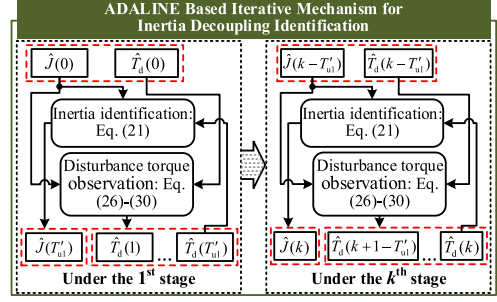 ADALINE Based Iterative Mechanism for
Inertia Decoupling Identification
Ĵ(0)
T̂d(0)
Inertia identification:
Eq. (21)
Disturbance torque
observation: Eq.
(26)-(30)
Ĵ(T′ul)
T̂d(1)
...
T̂d(T′ul)
Under the 1st stage
Ĵ(k−T′ul)
T̂d(k−T′ul)
Inertia identification:
Eq. (21)
Disturbance torque
observation: Eq.
(26)-(30)
Ĵ(k)
T̂d(k+1−T′ul)
...
T̂d(k)
Under the kth stage